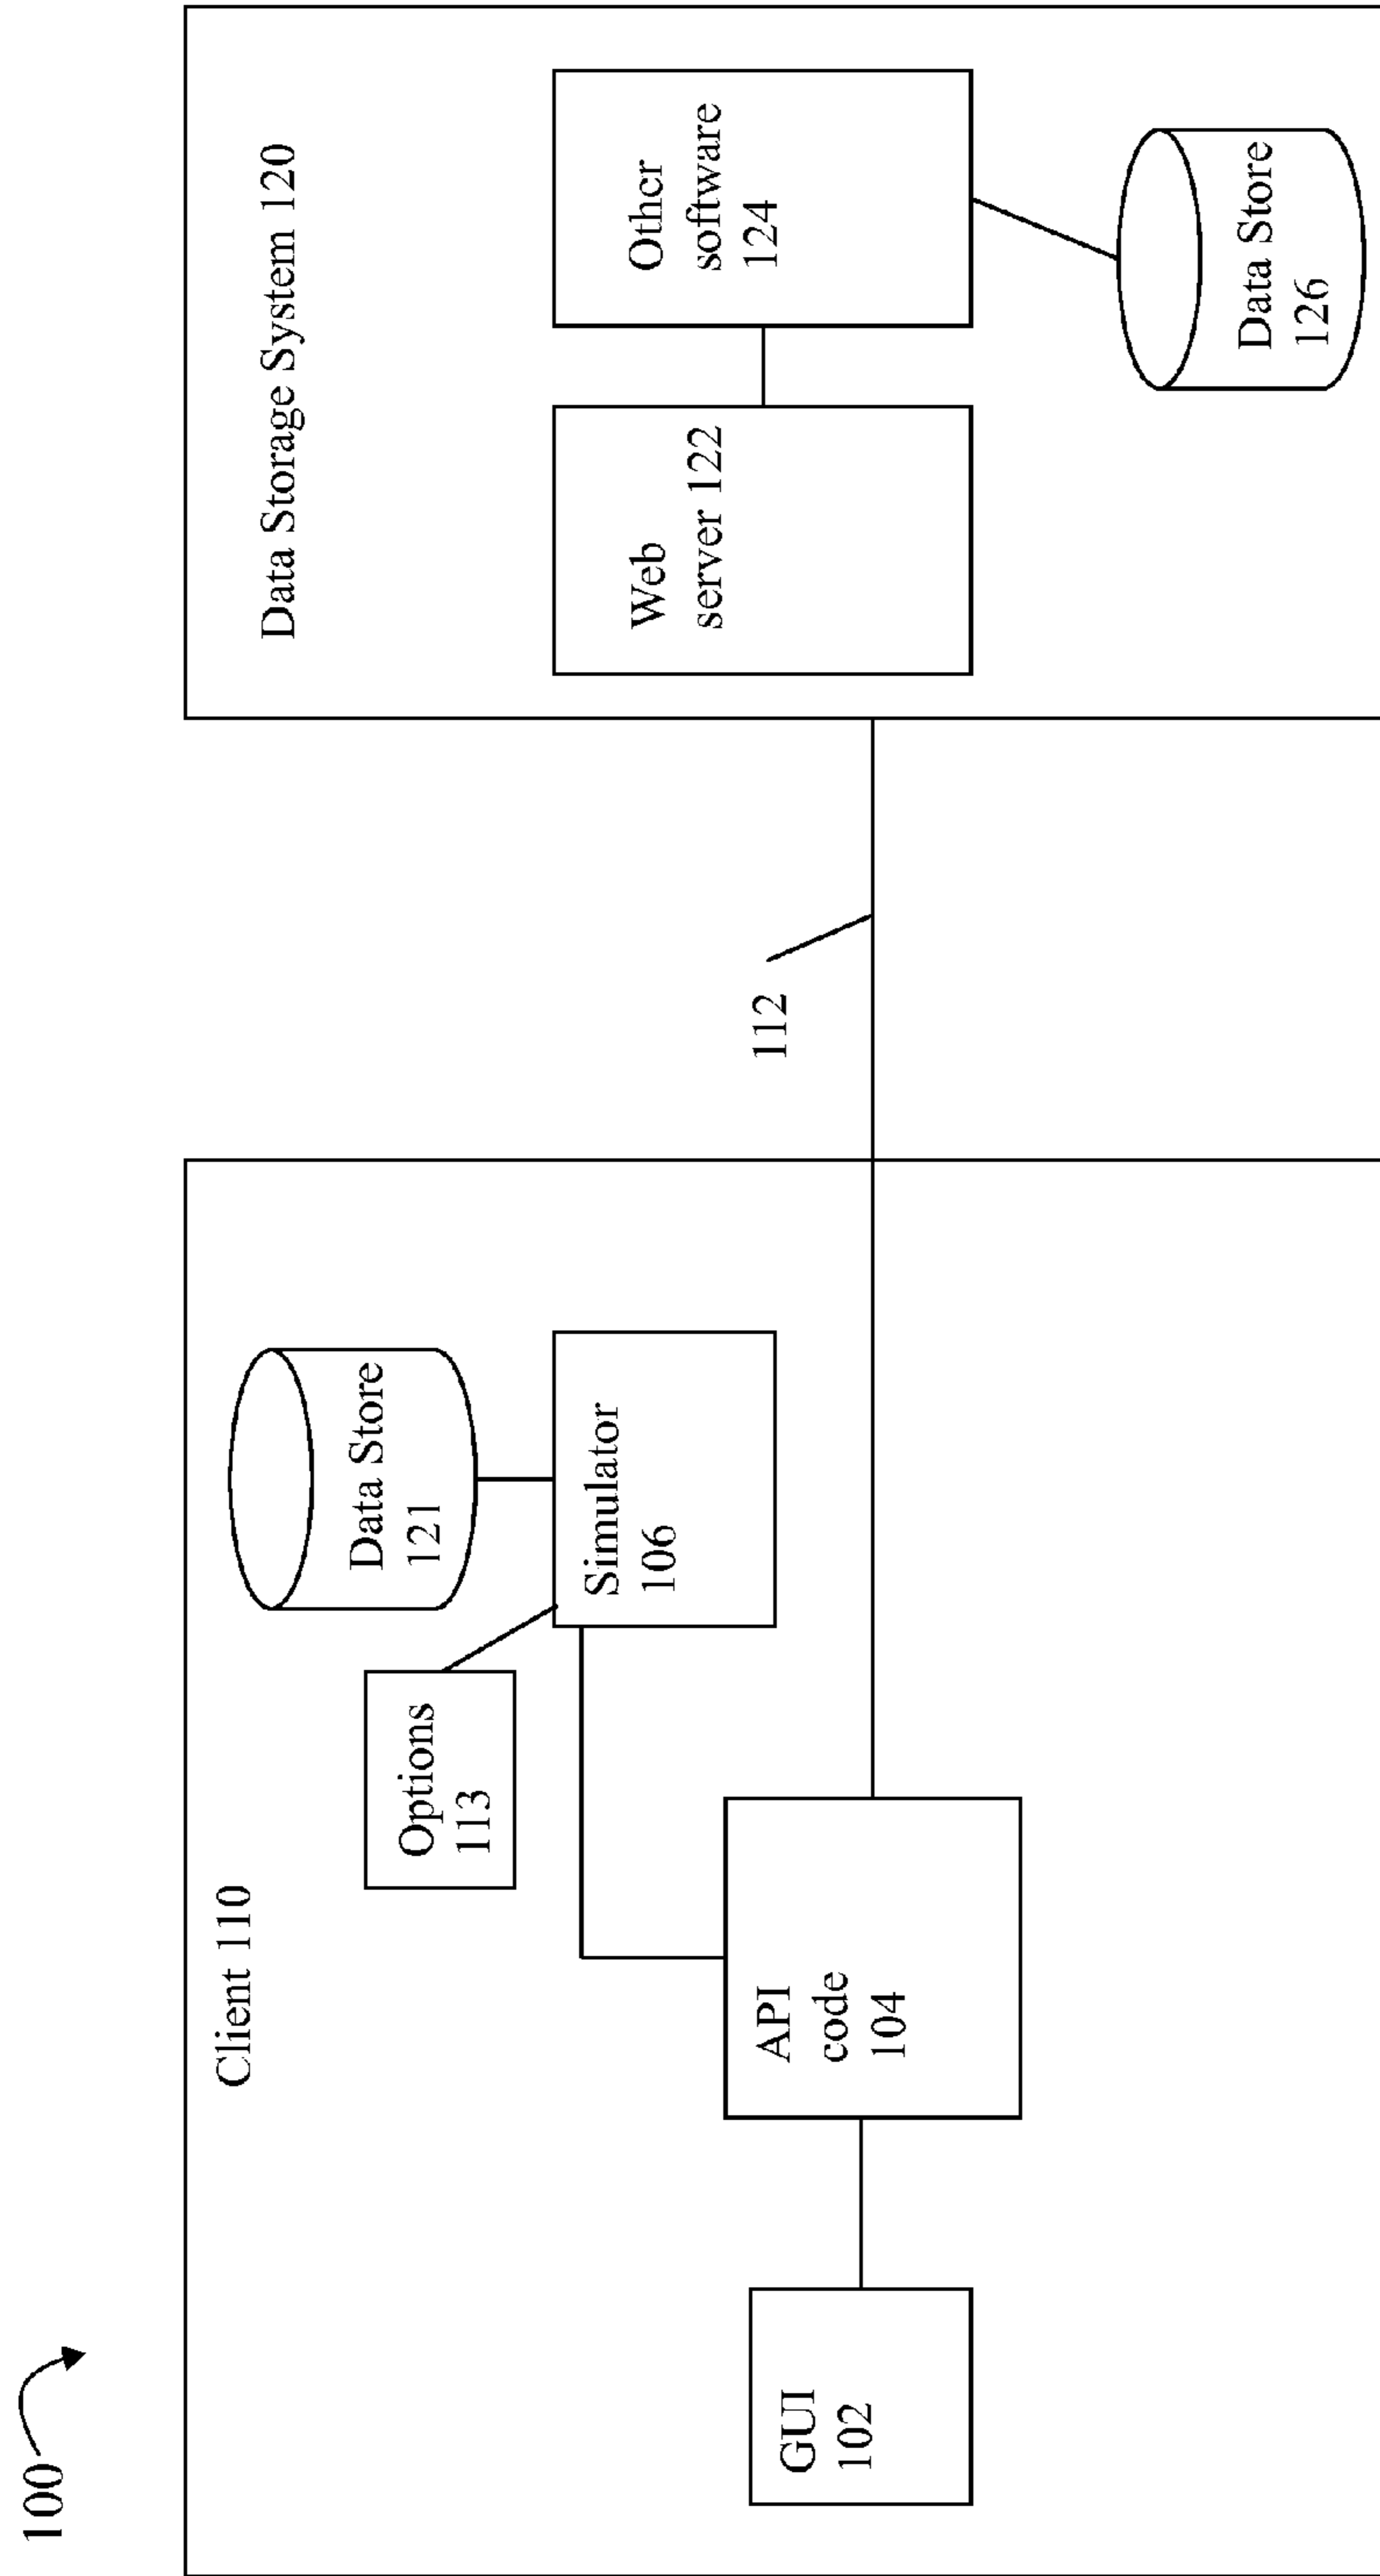 100
Client 110
Data Store
121
Options
113
Simulator
106
API
code
104
GUI
102
112
Data Storage System 120
Web
server 122
Other
software
124
Data Store
126